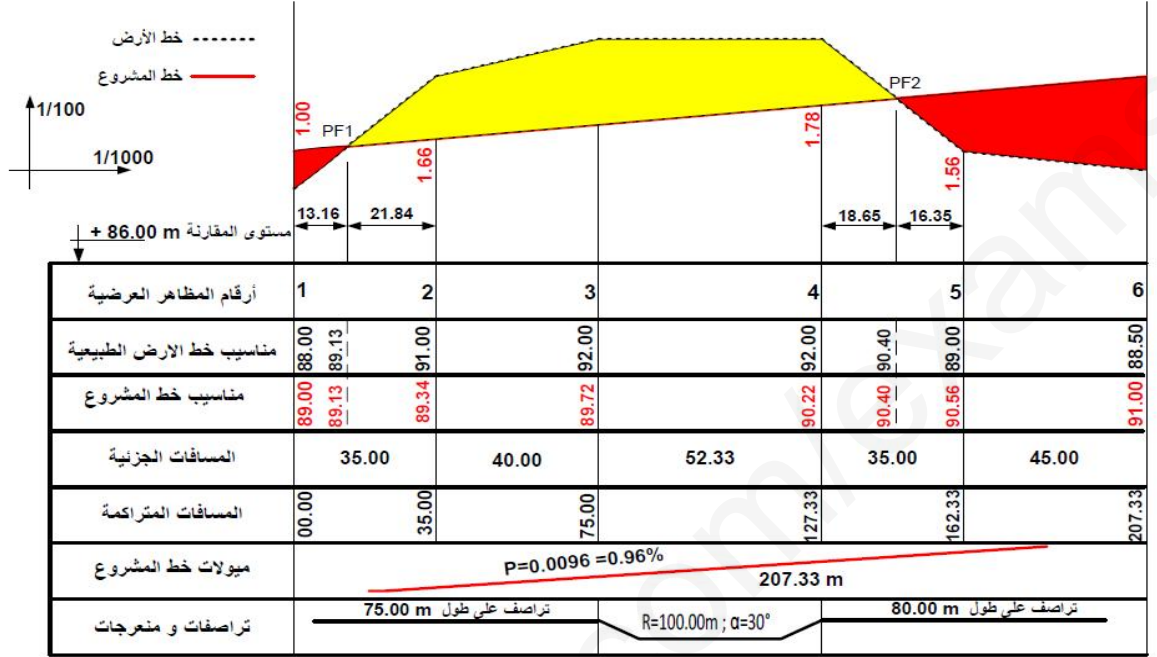 خط الأرض
خط المشروع
1/100
1/1000
PF1
PF2
1.00
1.66
1.78
1.56
13.16 21.84 18.65 16.35
مستوى المقارنة + 86.00 m
أرقام المظاهر العرضية 1 2 3 4 5 6
مناسيب خط الارض الطبيعية 88.00 89.13 91.00 92.00 92.00 90.40 89.00 88.50
مناسيب خط المشروع 89.00 89.13 89.34 89.72 90.22 90.40 90.56 91.00
المسافات الجزئية 35.00 40.00 52.33 35.00 45.00
المسافات المتراكمة 00.00 35.00 75.00 127.33 162.33 207.33
ميولات خط المشروع P=0.0096 =0.96% 207.33 m
تراصفات و منعرجات تراصف على طول 75.00 m R=100.00m ; α=30° تراصف على طول 80.00 m